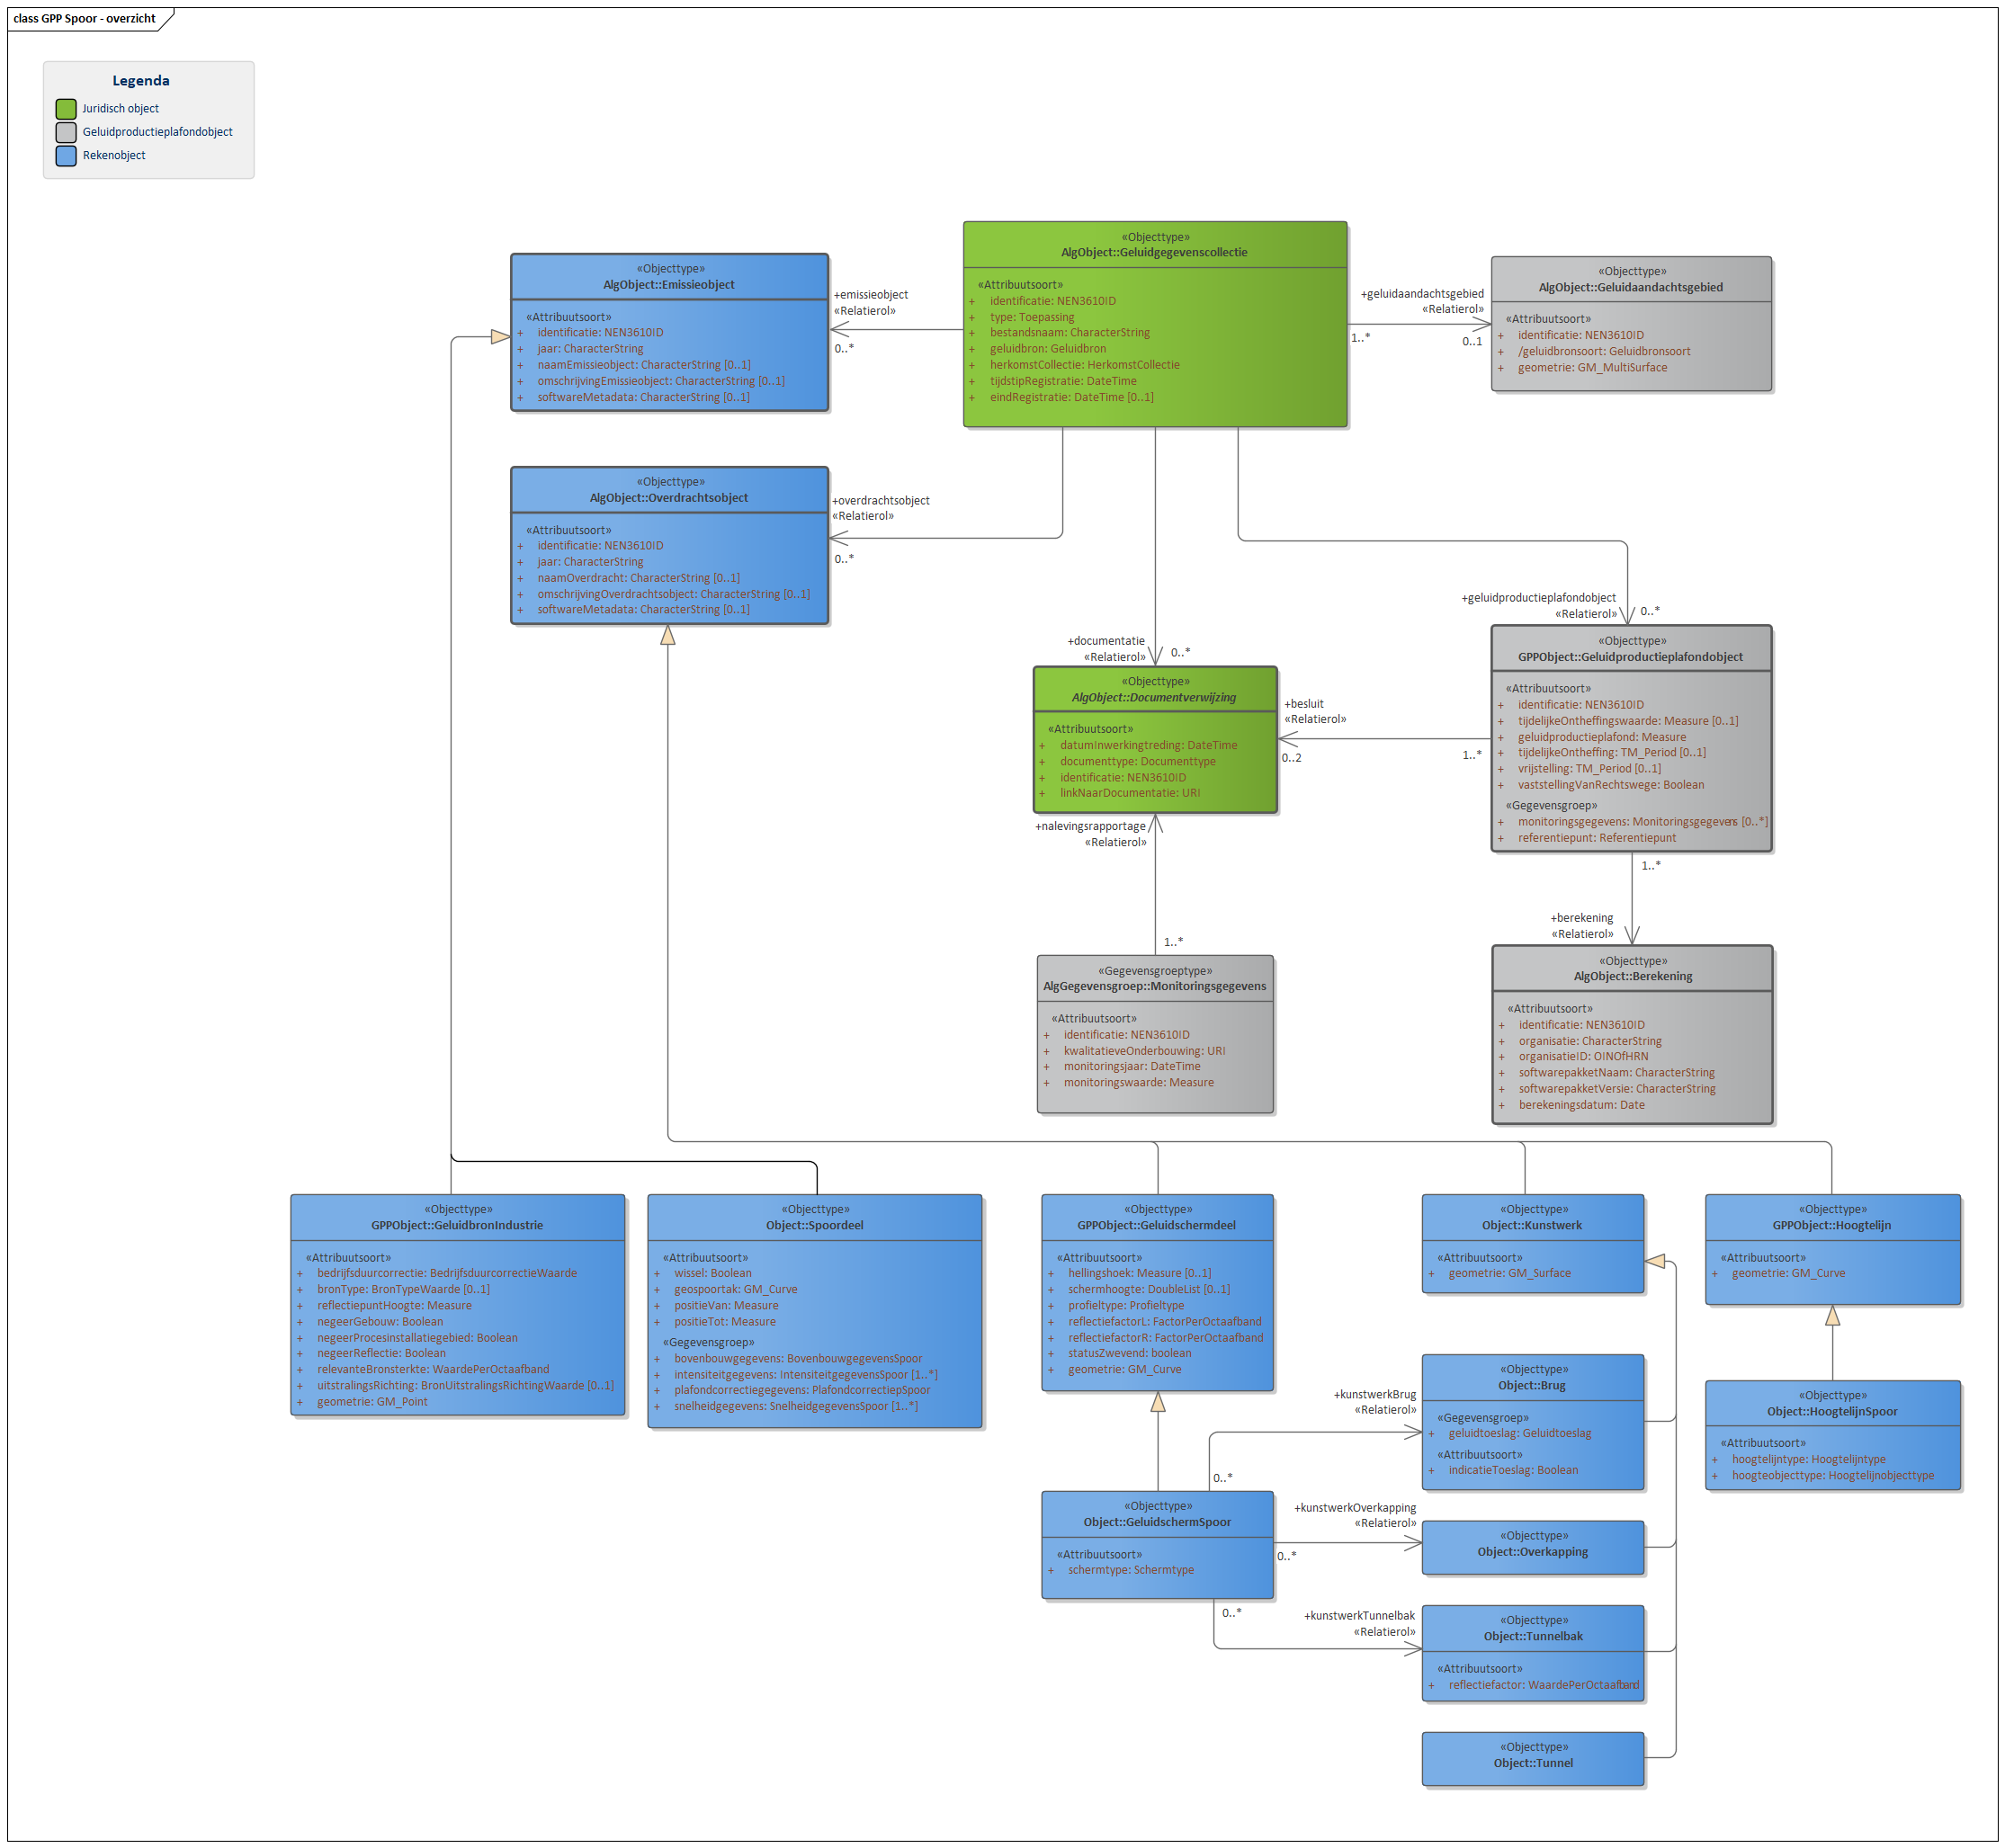 class GPP Spoor - overzicht
Legenda
Juridisch object
Geluidproductieplafondobject
Rekenobject
«Objecttype»
AlgObject::Geluidgegevenscollectie
«Attribuutsoort»
+ identificatie: NEN3610ID
+ type: Toepassing
+ bestandsnaam: CharacterString
+ geluidbron: Geluidbron
+ herkomstCollectie: HerkomstCollectie
+ tijdstipRegistratie: DateTime
+ eindRegistratie: DateTime [0..1]
«Objecttype»
AlgObject::Emissieobject
«Attribuutsoort»
+ identificatie: NEN3610ID
+ jaar: CharacterString
+ naamEmissieobject: CharacterString [0..1]
+ omschrijvingEmissieobject: CharacterString [0..1]
+ softwareMetadata: CharacterString [0..1]
+emissieobject
«Relatierol»
0..*
+geluidaandachtsgebied
«Relatierol»
1..*
0..1
«Objecttype»
AlgObject::Geluidaandachtsgebied
«Attribuutsoort»
+ identificatie: NEN3610ID
+ /geluidbronsoort: Geluidbronsoort
+ geometrie: GM_MultiSurface
«Objecttype»
AlgObject::Overdrachtsobject
«Attribuutsoort»
+ identificatie: NEN3610ID
+ jaar: CharacterString
+ naamOverdracht: CharacterString [0..1]
+ omschrijvingOverdrachtsobject: CharacterString [0..1]
+ softwareMetadata: CharacterString [0..1]
+overdrachtsobject
«Relatierol»
0..*
+geluidproductieplafondobject
«Relatierol»
0..*
+documentatie
«Relatierol»
0..*
«Objecttype»
AlgObject::Documentverwijzing
«Attribuutsoort»
+ datumInwerkingtreding: DateTime
+ documenttype: Documenttype
+ identificatie: NEN3610ID
+ linkNaarDocumentatie: URI
+besluit
«Relatierol»
0..2
1..*
«Objecttype»
GPPObject::Geluidproductieplafondobject
«Attribuutsoort»
+ identificatie: NEN3610ID
+ tijdelijkeOntheffingswaarde: Measure [0..1]
+ geluidproductieplafond: Measure
+ tijdelijkeOntheffing: TM_Period [0..1]
+ vrijstelling: TM_Period [0..1]
+ vaststellingVanRechtswege: Boolean
«Gegevensgroep»
+ monitoringsgegevens: Monitoringsgegevens [0..*]
+ referentiepunt: Referentiepunt
+nalevingsrapportage
«Relatierol»
1..*
1..*
+berekening
«Relatierol»
«Gegevensgroeptype»
AlgGegevensgroep::Monitoringsgegevens
«Attribuutsoort»
+ identificatie: NEN3610ID
+ kwalitatieveOnderbouwing: URI
+ monitoringsjaar: DateTime
+ monitoringswaarde: Measure
«Objecttype»
AlgObject::Berekening
«Attribuutsoort»
+ identificatie: NEN3610ID
+ organisatie: CharacterString
+ organisatieID: OINOfHRN
+ softwarepakketNaam: CharacterString
+ softwarepakketVersie: CharacterString
+ berekeningsdatum: Date
«Objecttype»
GPPObject::GeluidbronIndustrie
«Attribuutsoort»
+ bedrijfsduurcorrectie: BedrijfsduurcorrectieWaarde
+ bronType: BronTypeWaarde [0..1]
+ reflectiepuntHoogte: Measure
+ negeerGebouw: Boolean
+ negeerProcesinstallatiegebied: Boolean
+ negeerReflectie: Boolean
+ relevanteBronsterkte: WaardePerOctaafband
+ uitstralingsRichting: BronUitstralingsRichtingWaarde [0..1]
+ geometrie: GM_Point
«Objecttype»
Object::Spoordeel
«Attribuutsoort»
+ wissel: Boolean
+ geospoortak: GM_Curve
+ positieVan: Measure
+ positieTot: Measure
«Gegevensgroep»
+ bovenbouwgegevens: BovenbouwgegevensSpoor
+ intensiteitgegevens: IntensiteitgegevensSpoor [1..*]
+ plafondcorrectiegegevens: PlafondcorrectiepSpoor
+ snelheidgegevens: SnelheidgegevensSpoor [1..*]
«Objecttype»
GPPObject::Geluidschermdeel
«Attribuutsoort»
+ hellingshoek: Measure [0..1]
+ schermhoogte: DoubleList [0..1]
+ profieltype: Profieltype
+ reflectiefactorL: FactorPerOctaafband
+ reflectiefactorR: FactorPerOctaafband
+ statusZwevend: boolean
+ geometrie: GM_Curve
«Objecttype»
Object::Kunstwerk
«Attribuutsoort»
+ geometrie: GM_Surface
«Objecttype»
GPPObject::Hoogtelijn
«Attribuutsoort»
+ geometrie: GM_Curve
«Objecttype»
Object::Brug
«Gegevensgroep»
+ geluidtoeslag: Geluidtoeslag
«Attribuutsoort»
+ indicatieToeslag: Boolean
«Objecttype»
Object::HoogtelijnSpoor
«Attribuutsoort»
+ hoogtelijntype: Hoogtelijntype
+ hoogteobjecttype: Hoogtelijnobjecttype
+kunstwerkBrug
«Relatierol»
0..*
«Objecttype»
Object::GeluidschermSpoor
«Attribuutsoort»
+ schermtype: Schermtype
+kunstwerkOverkapping
«Relatierol»
0..*
«Objecttype»
Object::Overkapping
0..*
+kunstwerkTunnelbak
«Relatierol»
«Objecttype»
Object::Tunnelbak
«Attribuutsoort»
+ reflectiefactor: WaardePerOctaafband
«Objecttype»
Object::Tunnel